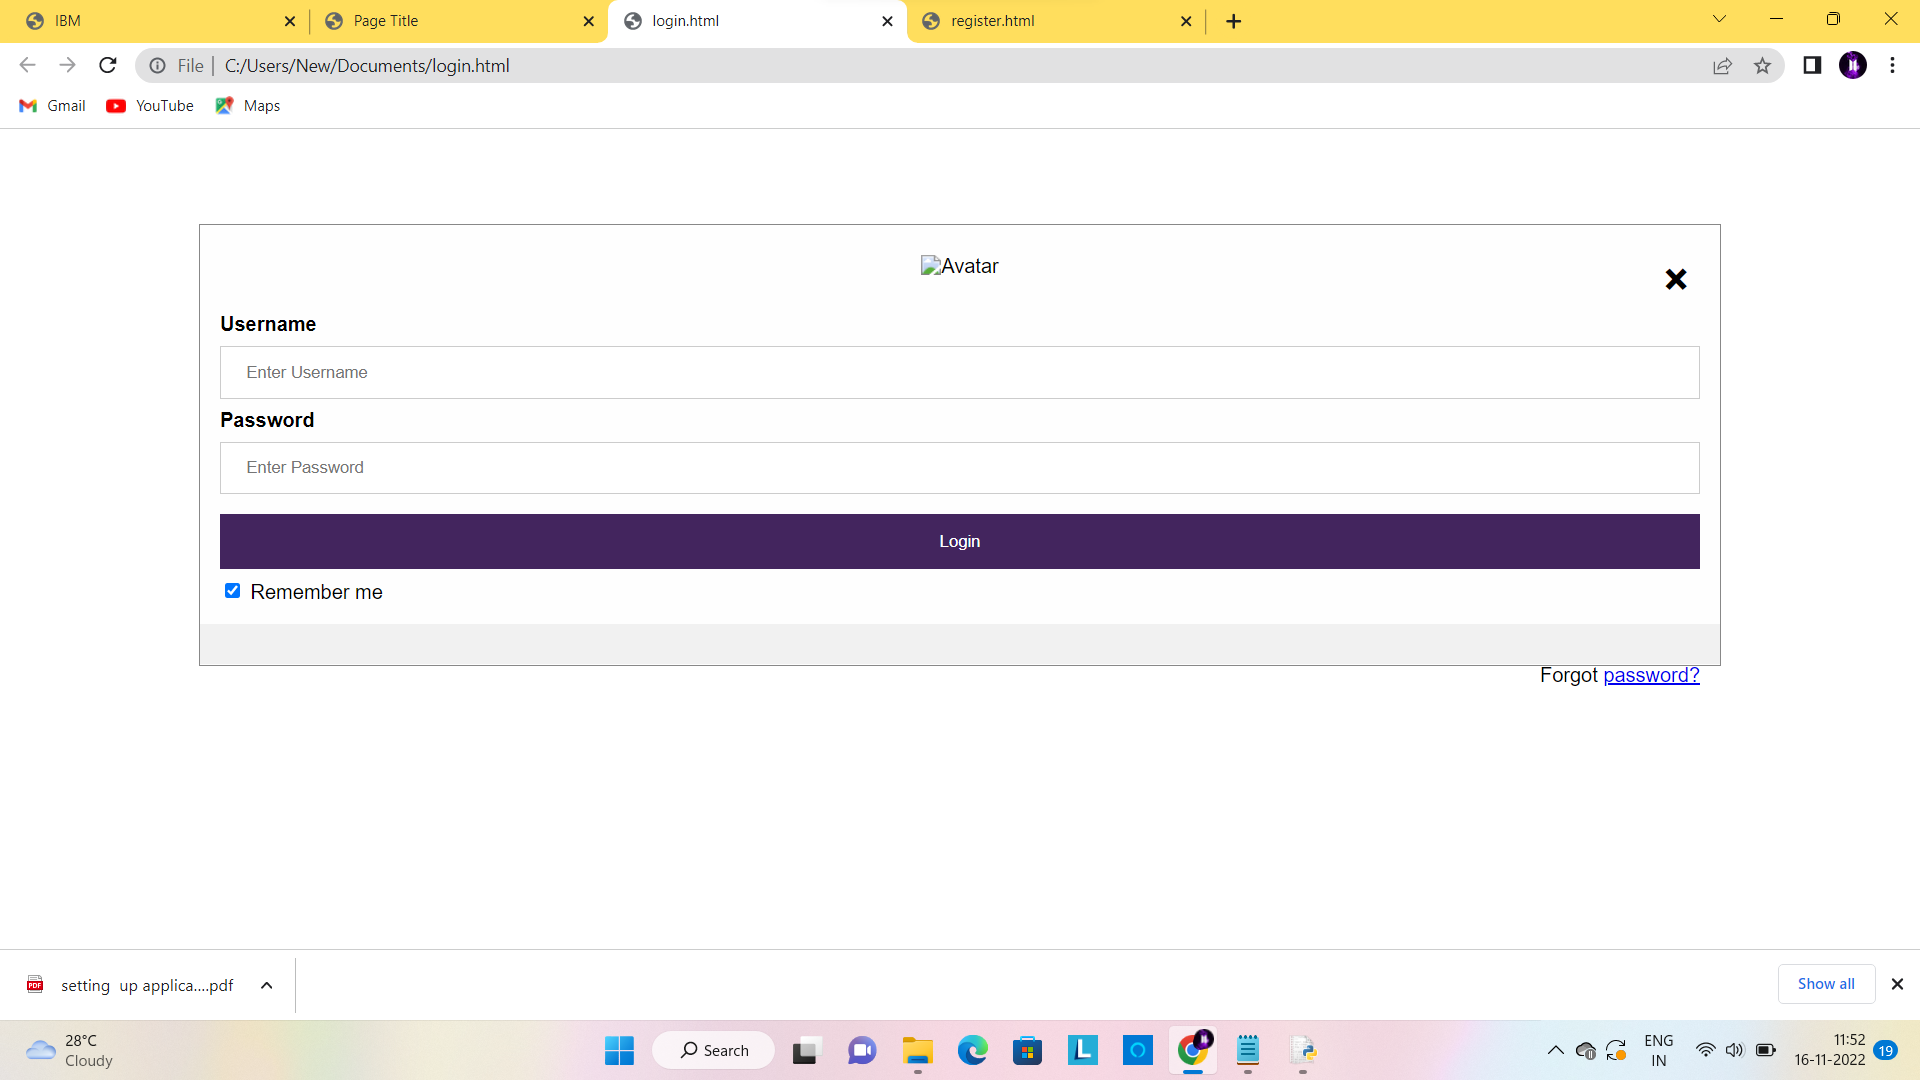 IBM
Page Title
login.html
register.html
File
C:/Users/New/Documents/login.html
Gmail
YouTube
Maps
Avatar
Username
Enter Username
Password
Enter Password
Login
Remember me
Forgot password?
PDF
setting up applica....pdf
Show all
28°C
Cloudy
Search
L
ENG
IN
11:52
16-11-2022
19